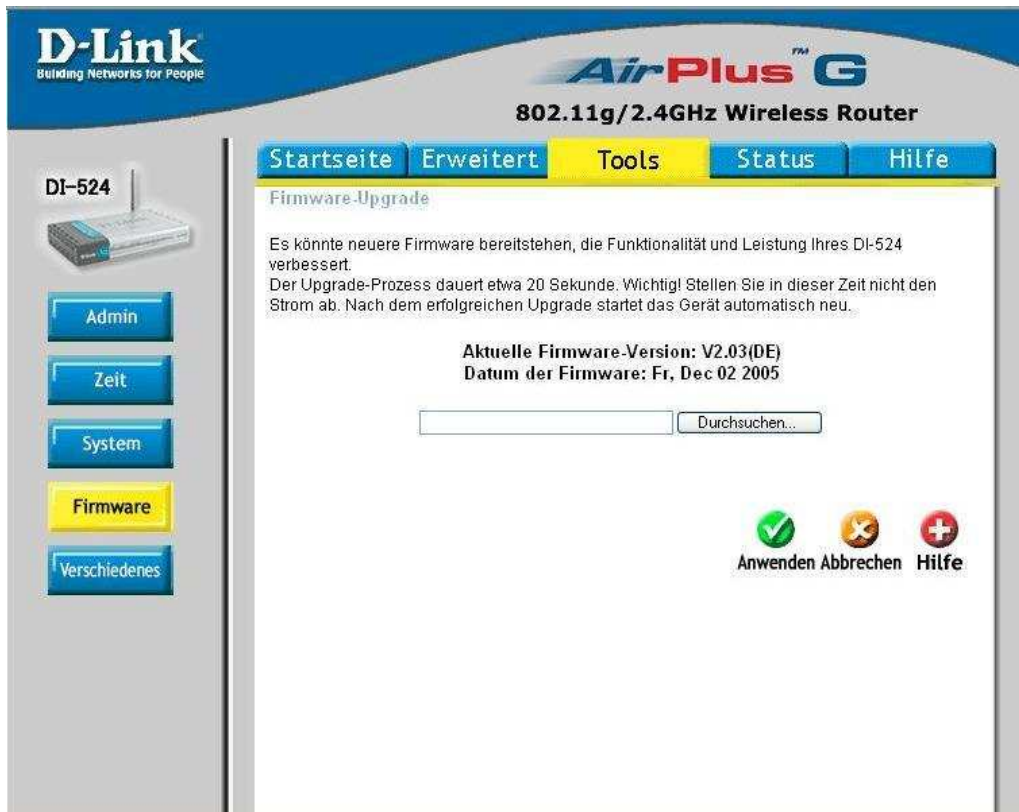 D-Link
Building Networks for People
AirPlus™G
802.11g/2.4GHz Wireless Router
Startseite Erweitert Tools Status Hilfe
DI-524
Firmware-Upgrade
Es könnte neuere Firmware bereitstehen, die Funktionalität und Leistung Ihres DI-524
verbessert.
Der Upgrade-Prozess dauert etwa 20 Sekunde. Wichtig! Stellen Sie in dieser Zeit nicht den
Strom ab. Nach dem erfolgreichen Upgrade startet das Gerät automatisch neu.
Aktuelle Firmware-Version: V2.03(DE)
Datum der Firmware: Fr, Dec 02 2005
Durchsuchen...
Admin
Zeit
System
Firmware
Verschiedenes
Anwenden Abbrechen Hilfe